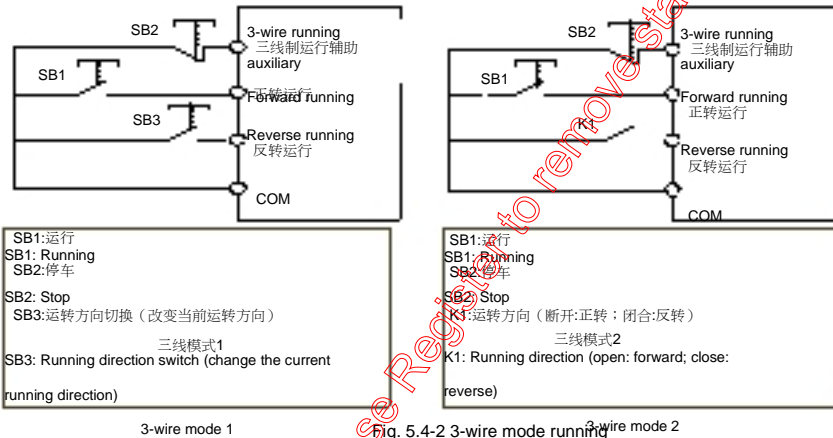 SB2
3-wire running
三线制运行辅助
auxiliary
SB1
正转运行
Forward running
SB3
Reverse running
反转运行
COM
SB1:运行
SB1: Running
SB2:停车
SB2: Stop
SB3:运转方向切换（改变当前运转方向）
三线模式1
SB3: Running direction switch (change the current
running direction)
3-wire mode 1
SB2
3-wire running
三线制运行辅助
auxiliary
SB1
Forward running
正转运行
K1
Reverse running
反转运行
COM
SB1:运行
SB1: Running
SB2:停车
SB2: Stop
K1:运转方向（断开:正转；闭合:反转）
三线模式2
K1: Running direction (open: forward; close:
reverse)
3-wire mode 2
Fig. 5.4-2 3-wire mode running
se Register to remove sta